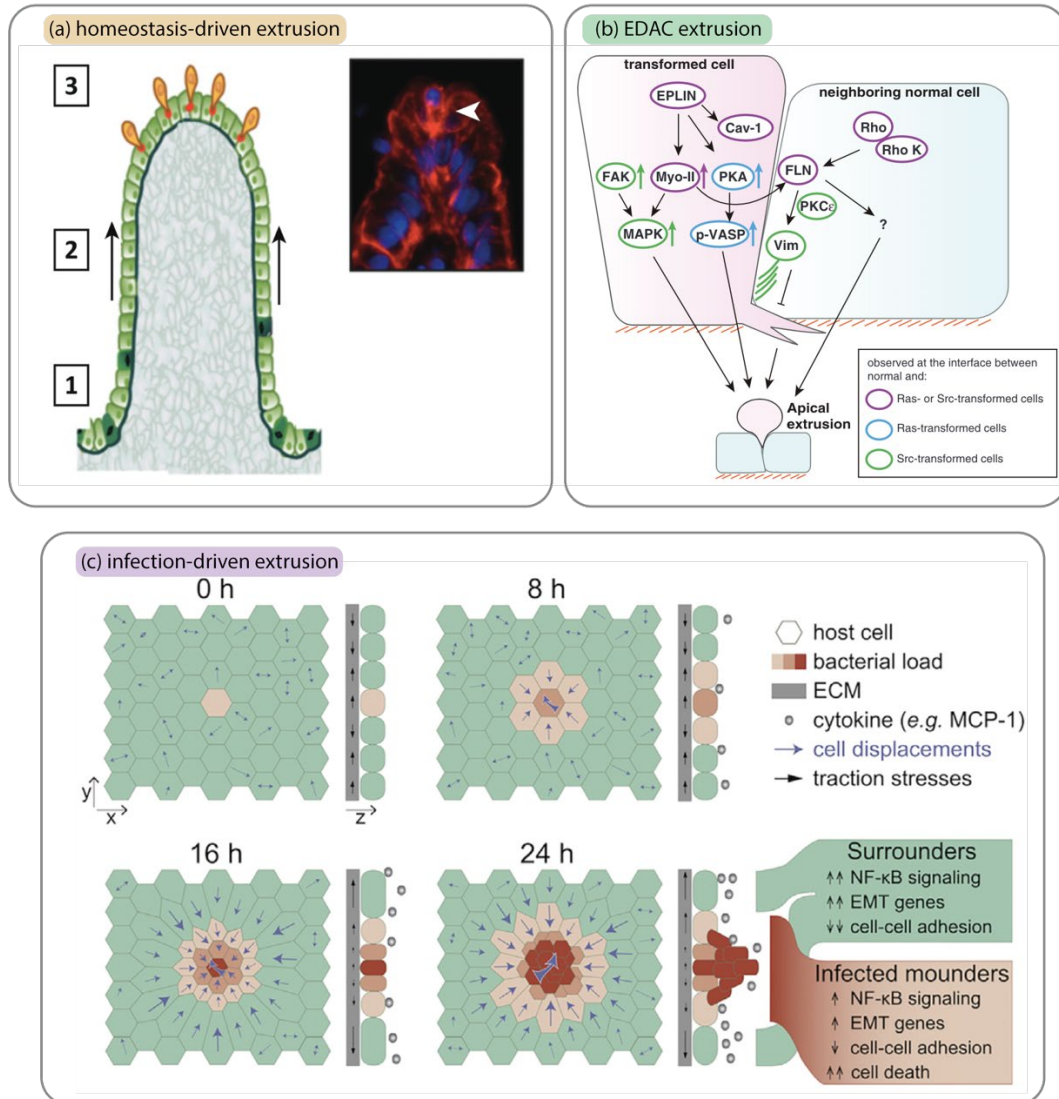 (a) homeostasis-driven extrusion
3
2
1
(b) EDAC extrusion
transformed cell
neighboring normal cell
EPLIN
Cav-1
Rho
Rho K
FAK
Myo-II
PKA
FLN
PKCε
?
MAPK
p-VASP
Vim
Apical
extrusion
observed at the interface between
normal and:
Ras- or Src-transformed cells
Ras-transformed cells
Src-transformed cells
(c) infection-driven extrusion
0 h
8 h
host cell
bacterial load
ECM
cytokine (e.g. MCP-1)
cell displacements
traction stresses
y
x
z
16 h
24 h
Surrounders
↑↑ NF-κB signaling
↑↑ EMT genes
↓↓ cell-cell adhesion
Infected mounders
↑ NF-κB signaling
↑ EMT genes
↓ cell-cell adhesion
↑↑ cell death